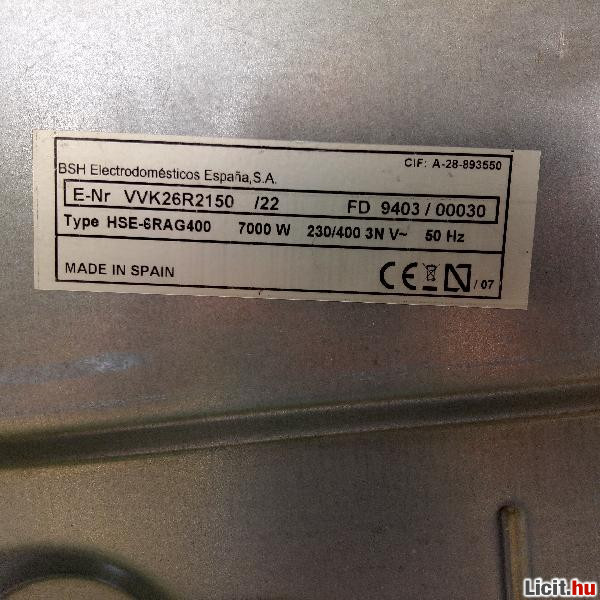 CIF: A-28-893550
BSH Electrodomésticos España,S.A.
E-Nr VVK26R2150 /22 FD 9403 / 00030
Type HSE-6RAG400 7000 W 230/400 3N V~ 50 Hz
MADE IN SPAIN CE N / 07
Licit.hu